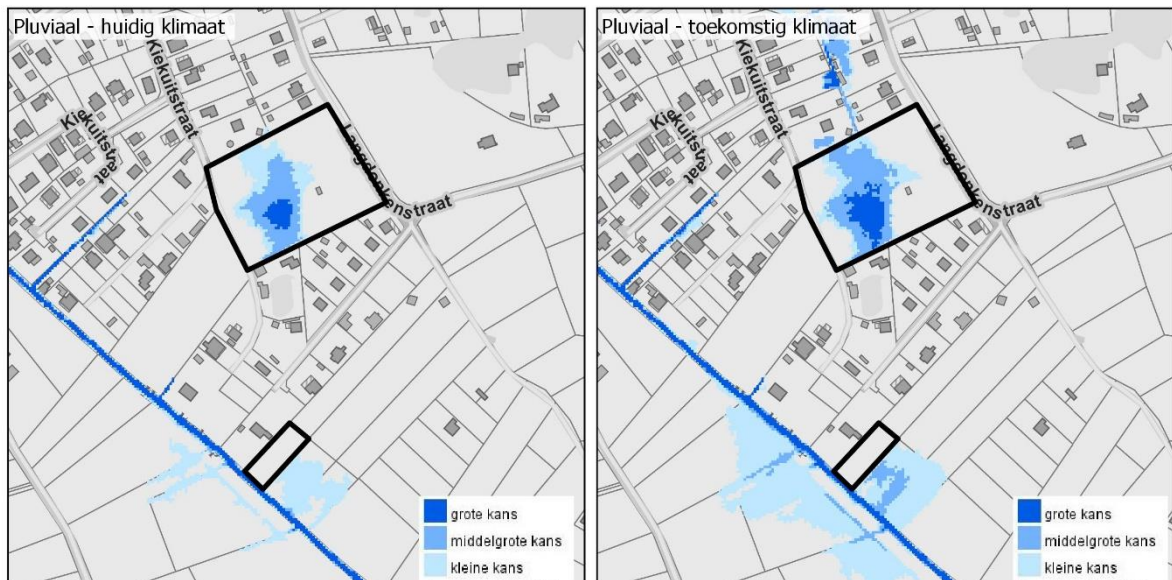 Pluviaal - huidig klimaat
Kiekuitstraat
Kiekuitstraat
Langdonkenstraat
grote kans
middelgrote kans
kleine kans
Pluviaal - toekomstig klimaat
Kiekuitstraat
Kiekuitstraat
Langdonkenstraat
grote kans
middelgrote kans
kleine kans